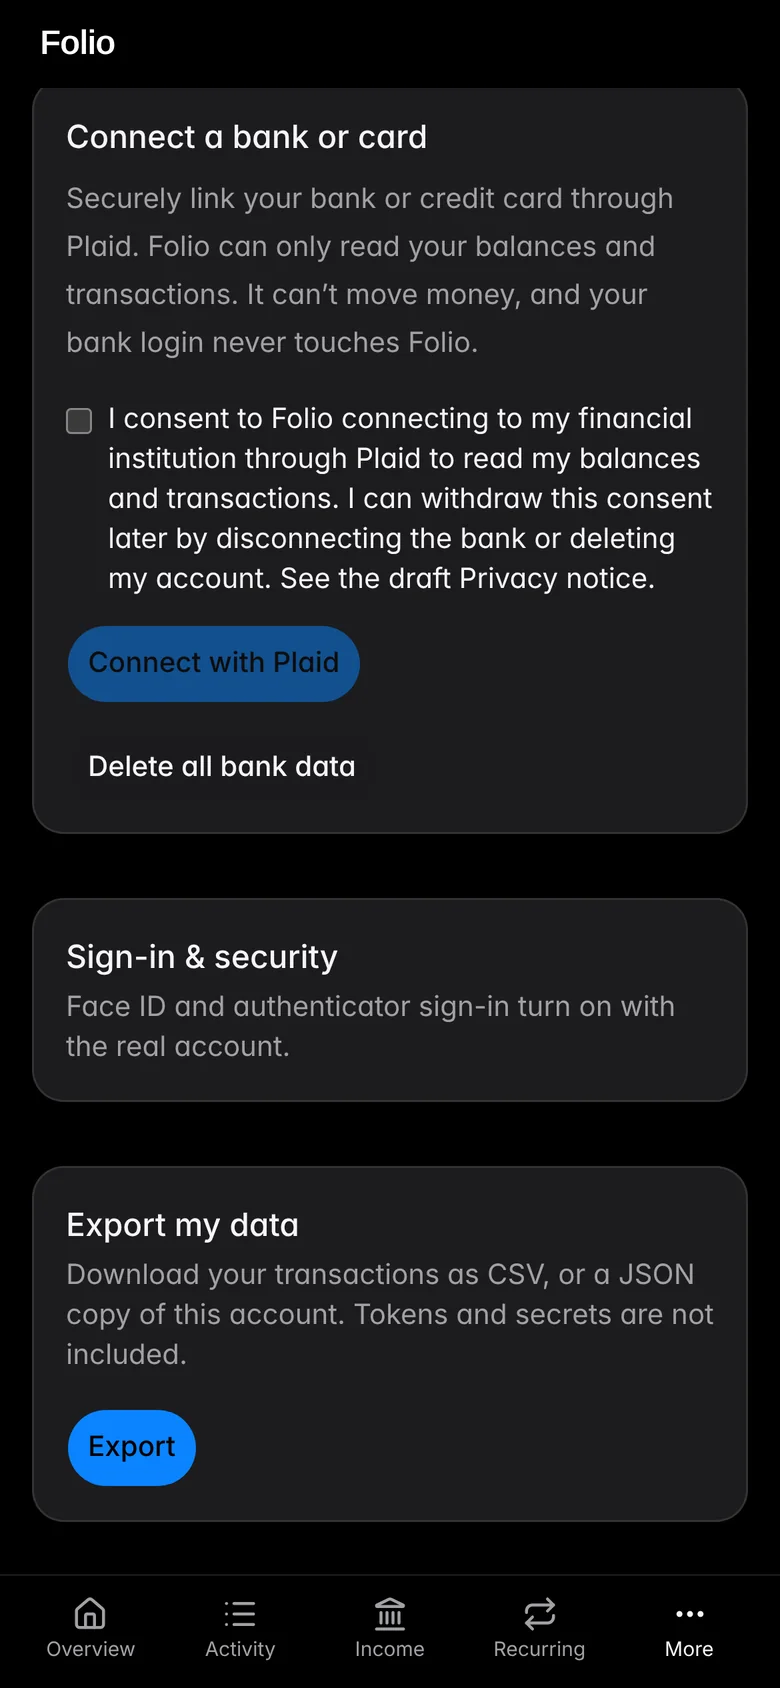 Folio
Connect a bank or card
Securely link your bank or credit card through
Plaid. Folio can only read your balances and
transactions. It can’t move money, and your
bank login never touches Folio.
I consent to Folio connecting to my financial
institution through Plaid to read my balances
and transactions. I can withdraw this consent
later by disconnecting the bank or deleting
my account. See the draft Privacy notice.
Connect with Plaid
Delete all bank data
Sign-in & security
Face ID and authenticator sign-in turn on with
the real account.
Export my data
Download your transactions as CSV, or a JSON
copy of this account. Tokens and secrets are not
included.
Export
Overview
Activity
Income
Recurring
More